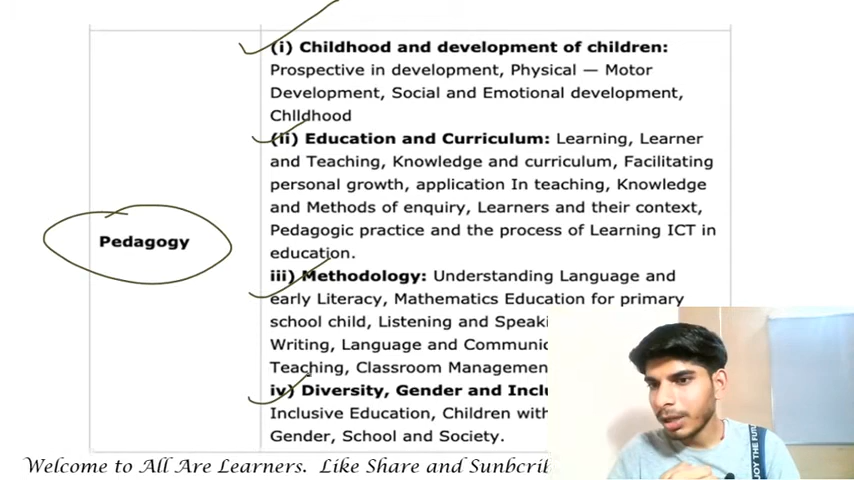 (i) Childhood and development of children:
Prospective in development, Physical — Motor
Development, Social and Emotional development,
Chlldhood
(ii) Education and Curriculum: Learning, Learner
and Teaching, Knowledge and curriculum, Facilitating
personal growth, application In teaching, Knowledge
and Methods of enquiry, Learners and their context,
Pedagogic practice and the process of Learning ICT in
education.
Pedagogy
iii) Methodology: Understanding Language and
early Literacy, Mathematics Education for primary
school child, Listening and
Writing, Language and
Teaching, Classroom
iv) Diversity, Gender and
Inclusive Education, Children with
Gender, School and Society.
Welcome to All Are Learners. Like Share and
JOY THE